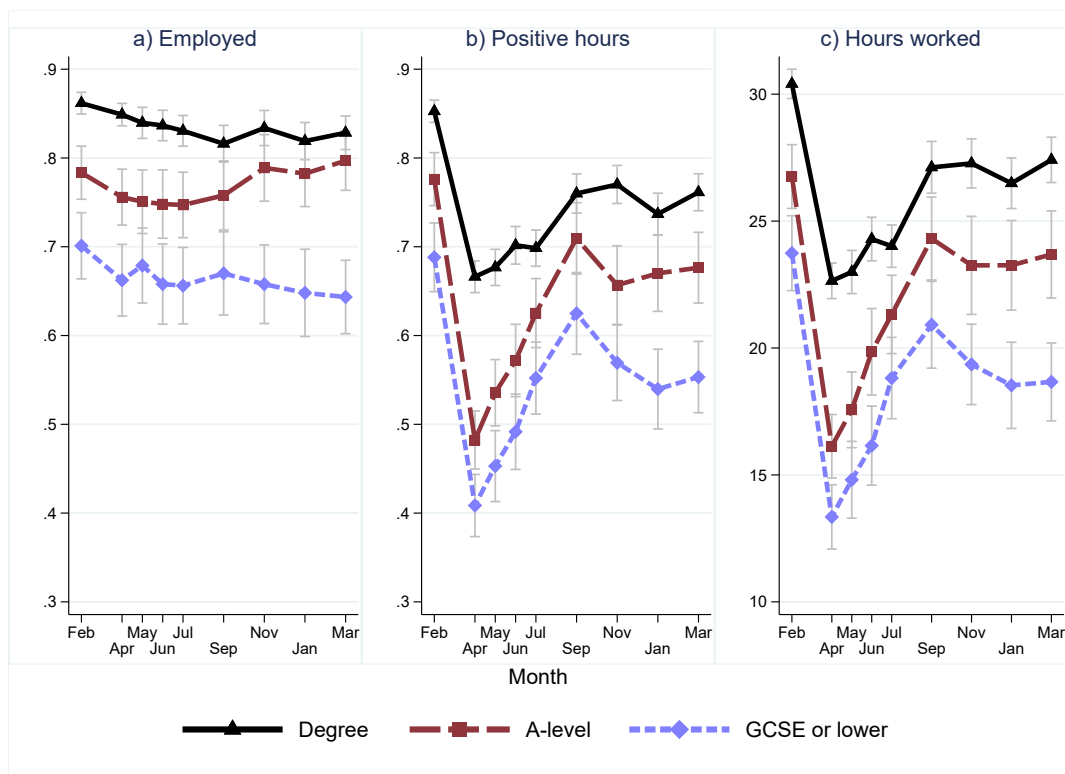 a) Employed
b) Positive hours
c) Hours worked
.9
.8
.7
.6
.5
.4
.3
Feb Apr May Jun Jul Sep Nov Jan Mar
.9
.8
.7
.6
.5
.4
.3
Feb Apr May Jun Jul Sep Nov Jan Mar
30
25
20
15
10
Feb Apr May Jun Jul Sep Nov Jan Mar
Month
Degree
A-level
GCSE or lower